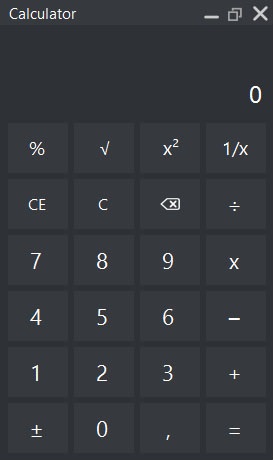 Calculator
0
% √ x² 1/x
CE C ⌫ ÷
7 8 9 x
4 5 6 −
1 2 3 +
± 0 , =